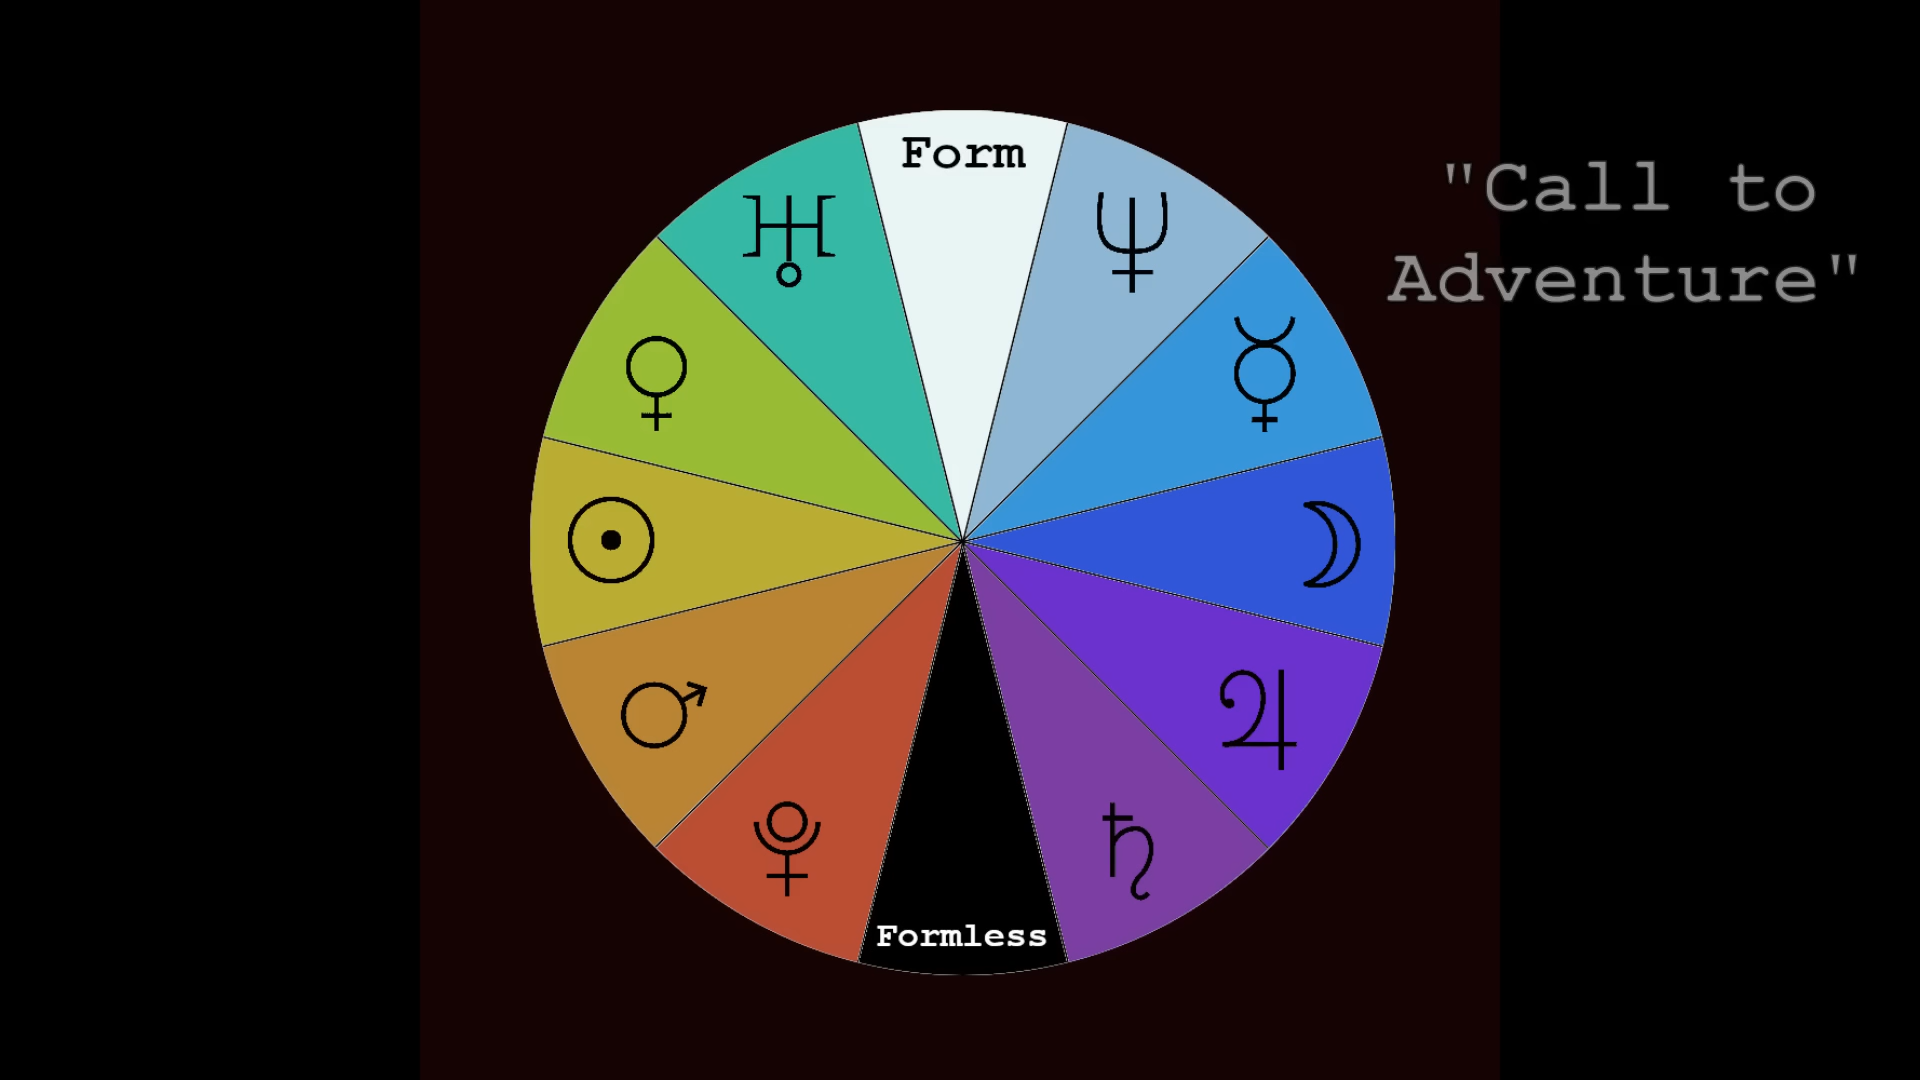 Form
"Call to
Adventure"
♅
♆
♀
☿
☉
☽
♂
♃
♇
♄
Formless